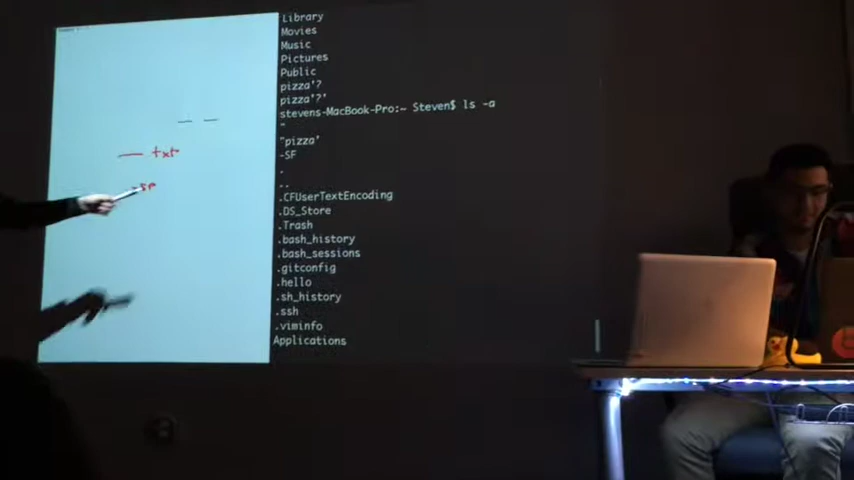 — txt
Library
Movies
Music
Pictures
Public
pizza'?
pizza'?'
stevens-MacBook-Pro:~ Steven$ ls -a
"pizza'
-SF
.
..
.CFUserTextEncoding
.DS_Store
.Trash
.bash_history
.bash_sessions
.gitconfig
.hello
.sh_history
.ssh
.viminfo
Applications